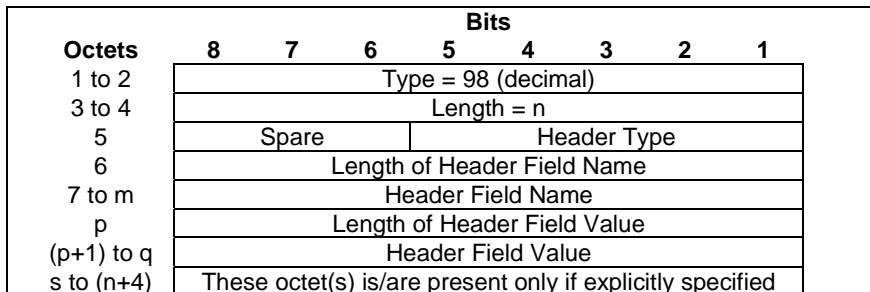 Bits
Octets 8 7 6 5 4 3 2 1
1 to 2 Type = 98 (decimal)
3 to 4 Length = n
5 Spare Header Type
6 Length of Header Field Name
7 to m Header Field Name
p Length of Header Field Value
(p+1) to q Header Field Value
s to (n+4) These octet(s) is/are present only if explicitly specified